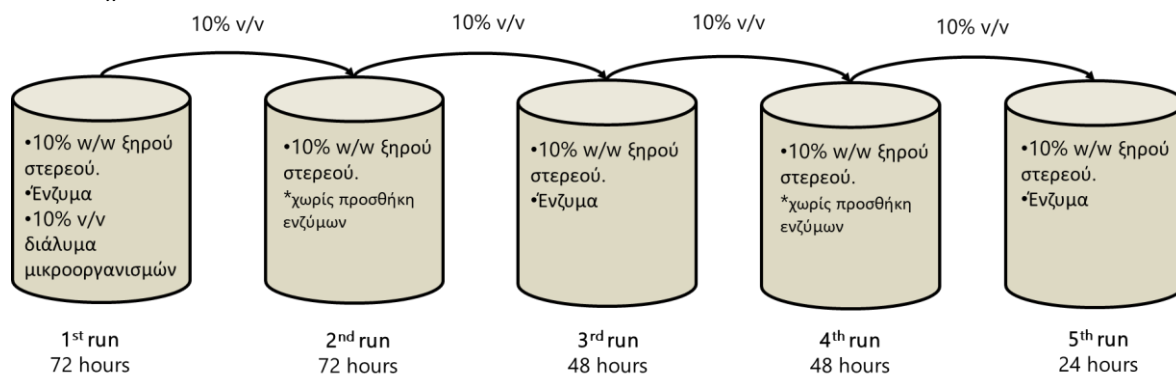 10% v/v
10% v/v
10% v/v
10% v/v
•10% w/w ξηρού
στερεού.
•Ένζυμα
•10% v/v
διάλυμα
μικροοργανισμών
•10% w/w ξηρού
στερεού.
*χωρίς προσθήκη
ενζύμων
•10% w/w ξηρού
στερεού.
•Ένζυμα
•10% w/w ξηρού
στερεού.
*χωρίς προσθήκη
ενζύμων
•10% w/w ξηρού
στερεού.
•Ένζυμα
1st run
72 hours
2nd run
72 hours
3rd run
48 hours
4th run
48 hours
5th run
24 hours